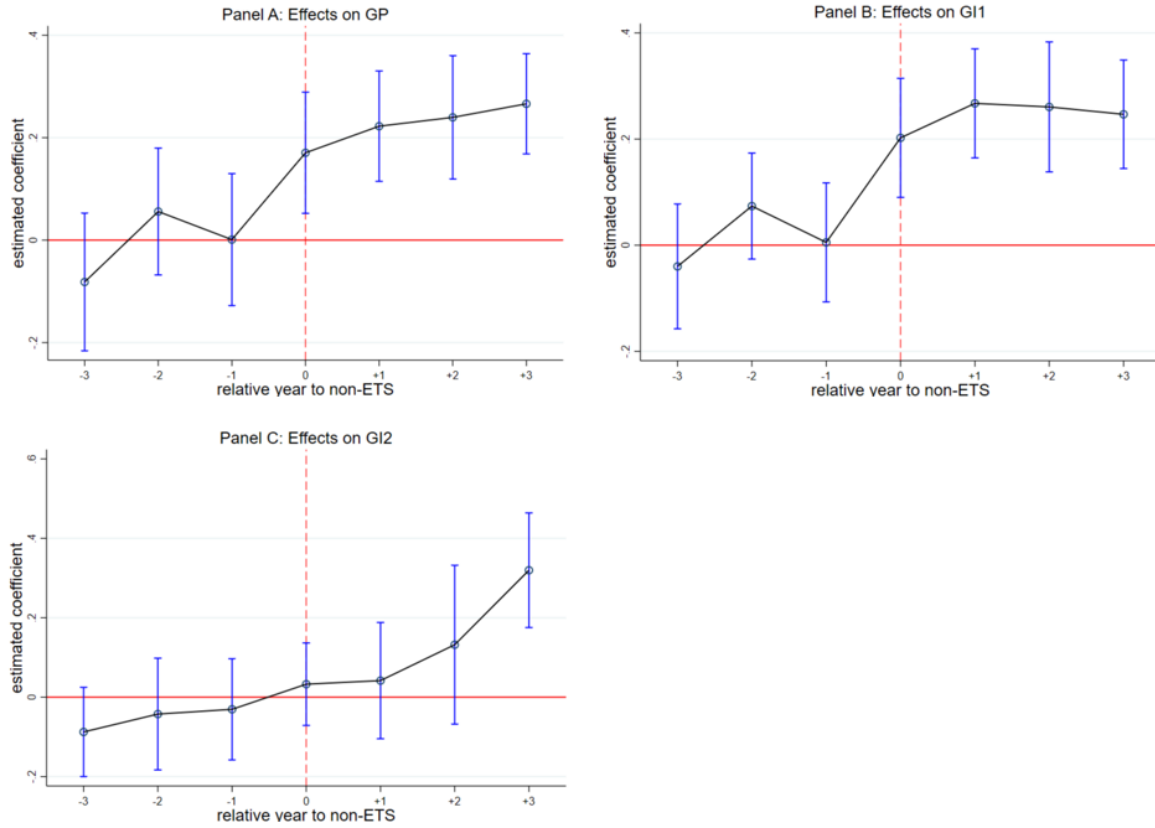 Panel A: Effects on GP
estimated coefficient
.4
.2
0
-.2
-3 -2 -1 0 +1 +2 +3
relative year to non-ETS
Panel B: Effects on GI1
estimated coefficient
.4
.2
0
-.2
-3 -2 -1 0 +1 +2 +3
relative year to non-ETS
Panel C: Effects on GI2
estimated coefficient
.6
.4
.2
0
-.2
-3 -2 -1 0 +1 +2 +3
relative year to non-ETS